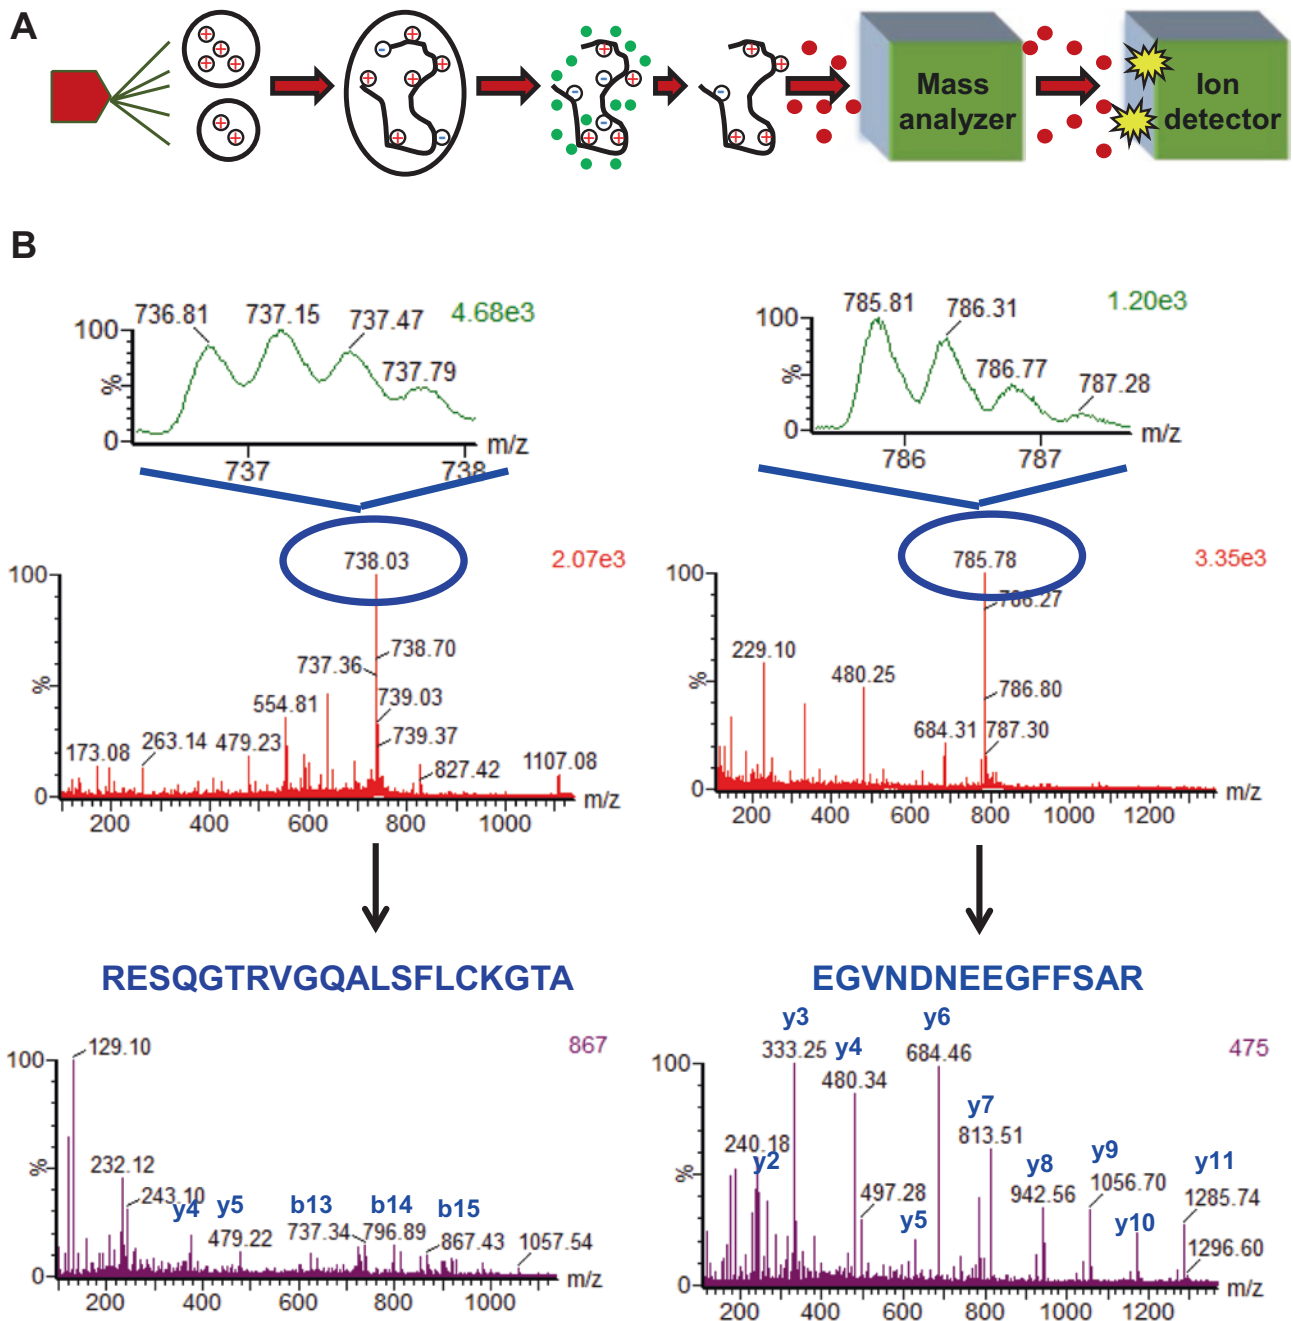 A
Mass
analyzer
Ion
detector
B
736.81
737.15
737.47
737.79
4.68e3
100
%
0
737
738
m/z
785.81
786.31
786.77
787.28
1.20e3
100
%
0
786
787
m/z
738.03
2.07e3
100
%
0
738.70
737.36
739.03
554.81
739.37
173.08
263.14
479.23
827.42
1107.08
200
400
600
800
1000
m/z
785.78
3.35e3
100
%
0
786.27
229.10
480.25
786.80
684.31
787.30
200
400
600
800
1000
1200
m/z
RESQGTRVGQALSFLCKGTA
EGVNDNEEGFFSAR
129.10
867
100
%
0
232.12
243.10
y4
y5
479.22
b13
737.34
b14
796.89
b15
867.43
1057.54
200
400
600
800
1000
m/z
y3
333.25
y4
480.34
y6
684.46
475
100
%
0
240.18
y2
y7
813.51
497.28
y5
y8
942.56
y9
1056.70
y10
y11
1285.74
1296.60
200
400
600
800
1000
1200
m/z